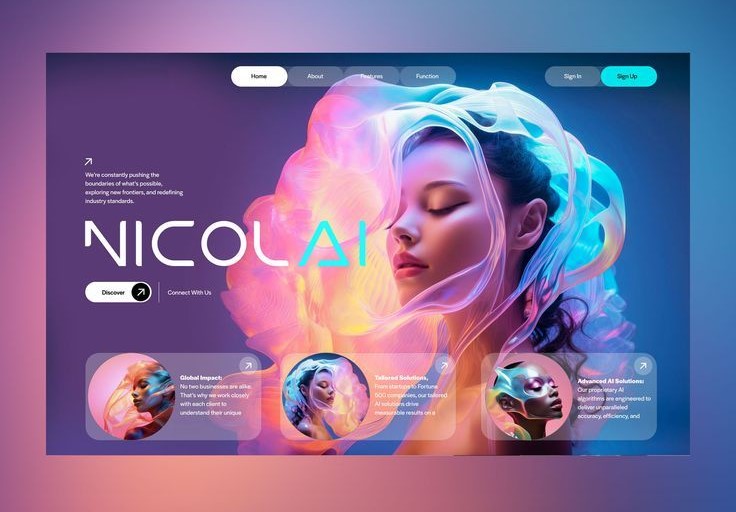 Home
About
Features
Function
Sign In
Sign Up
We're constantly pushing the
boundaries of what's possible,
exploring new frontiers, and redefining
industry standards.
NICOLAI
Discover
Connect With Us
Global Impact:
No two businesses are alike.
That's why we work closely
with each client to
understand their unique
Tailored Solutions,
From startups to Fortune
500 companies, our tailored
AI solutions drive
measurable results on a
Advanced AI Solutions:
Our proprietary AI
algorithms are engineered to
deliver unparalleled
accuracy, efficiency, and